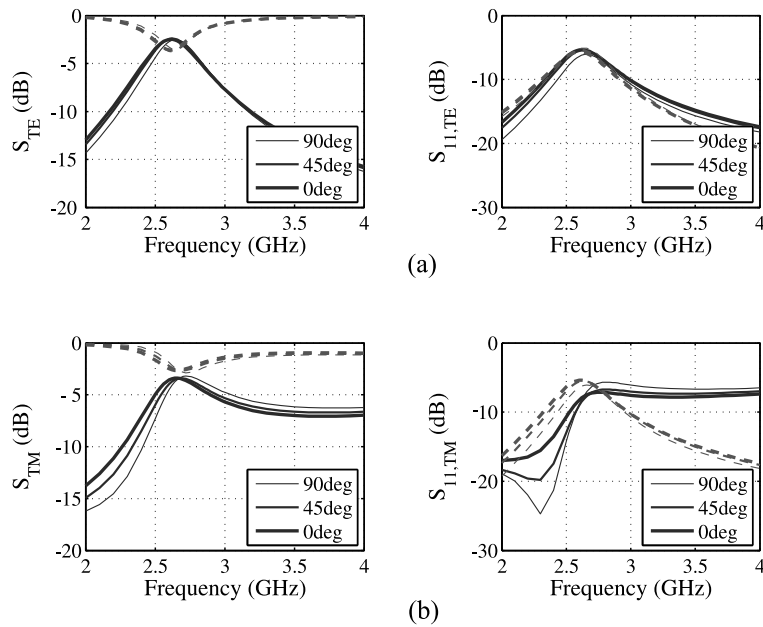 0
-5
-10
-15
-20
S_TE (dB)
2
2.5
3
3.5
4
Frequency (GHz)
90deg
45deg
0deg
0
-10
-20
-30
S_11,TE (dB)
2
2.5
3
3.5
4
Frequency (GHz)
90deg
45deg
0deg
(a)
0
-5
-10
-15
-20
S_TM (dB)
2
2.5
3
3.5
4
Frequency (GHz)
90deg
45deg
0deg
0
-10
-20
-30
S_11,TM (dB)
2
2.5
3
3.5
4
Frequency (GHz)
90deg
45deg
0deg
(b)